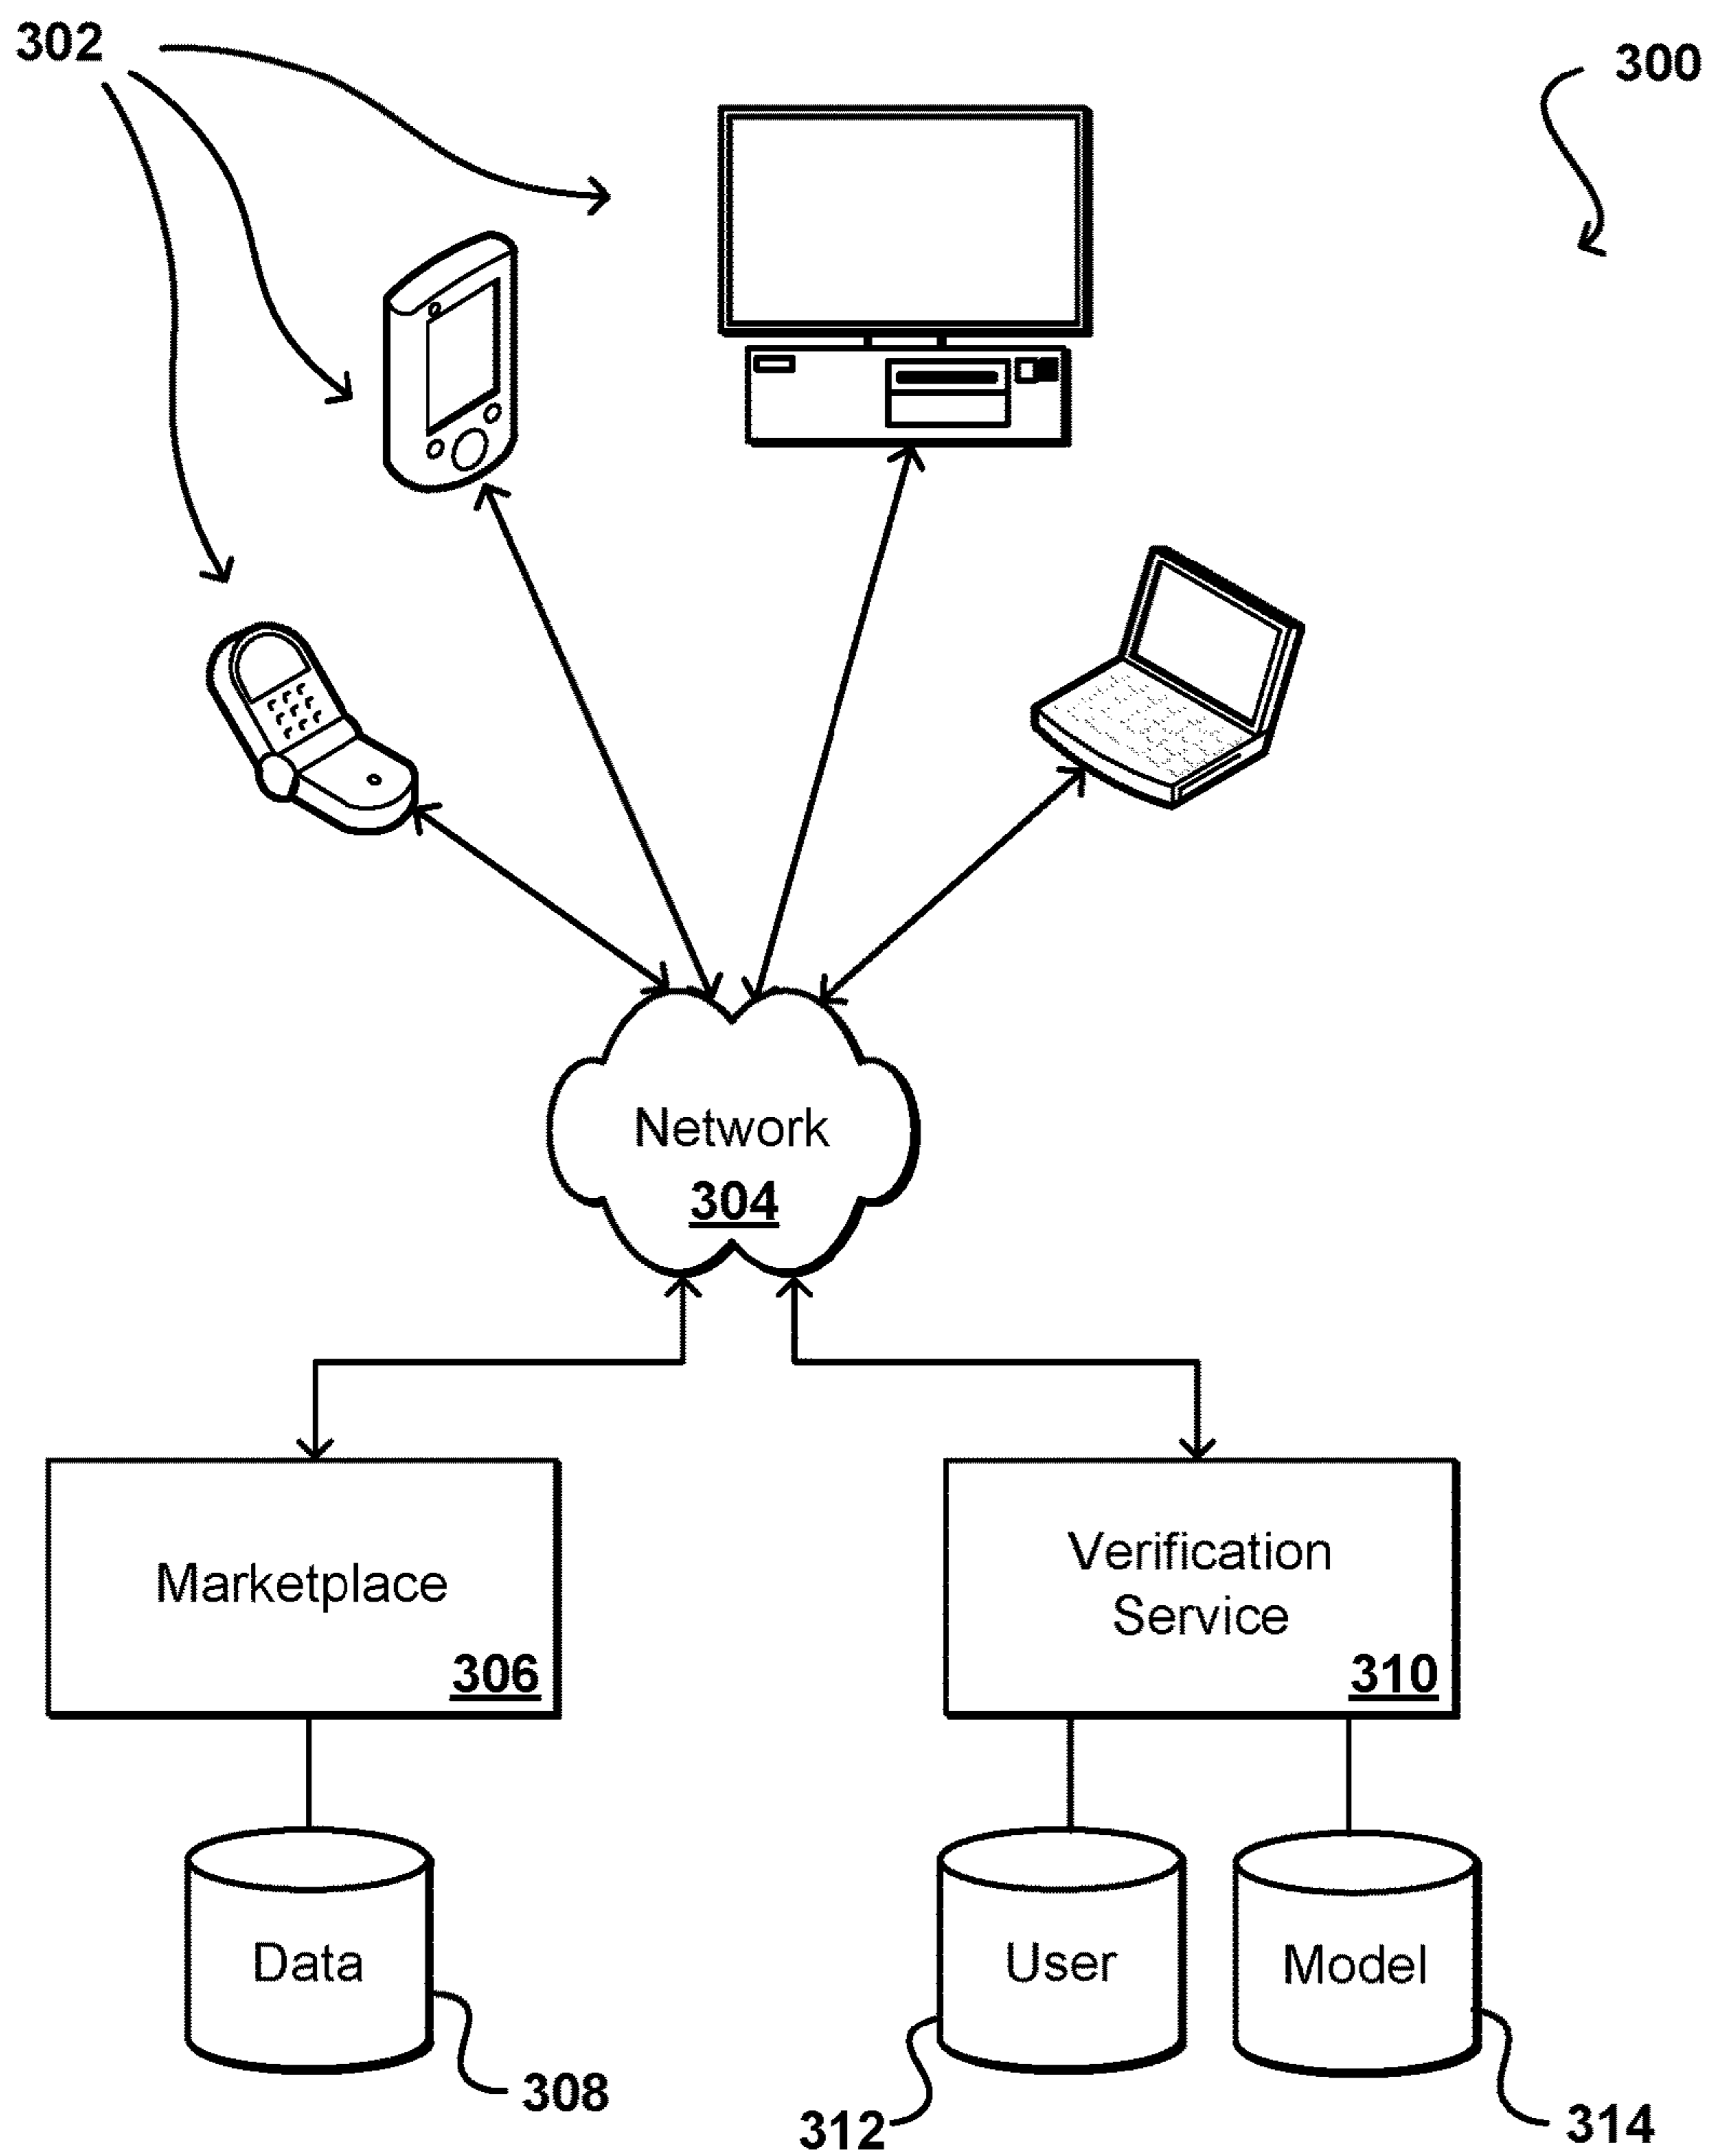 302
300
Network
304
Marketplace
306
Verification
Service
310
Data
User
Model
308
312
314